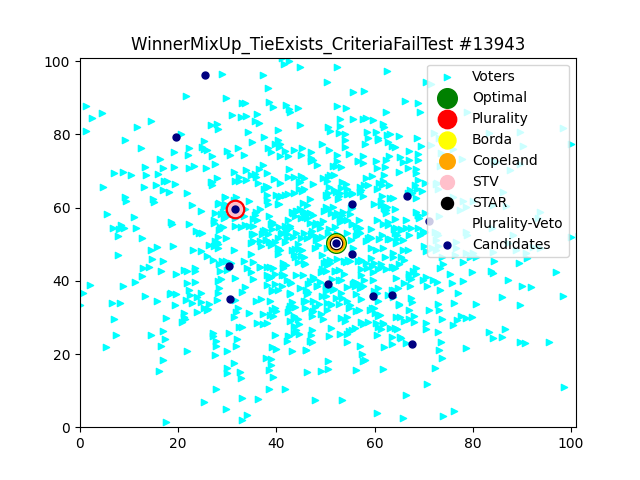 WinnerMixUp_TieExists_CriteriaFailTest #13943
100
80
60
40
20
0
0 20 40 60 80 100
Voters
Optimal
Plurality
Borda
Copeland
STV
STAR
Plurality-Veto
Candidates